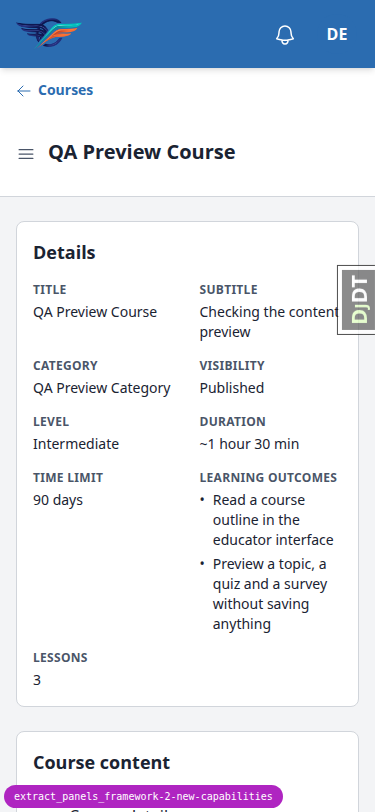 DE
← Courses
QA Preview Course
Details
TITLE
QA Preview Course
SUBTITLE
Checking the content
preview
CATEGORY
QA Preview Category
VISIBILITY
Published
LEVEL
Intermediate
DURATION
~1 hour 30 min
TIME LIMIT
90 days
LEARNING OUTCOMES
• Read a course
outline in the
educator interface
• Preview a topic, a
quiz and a survey
without saving
anything
LESSONS
3
DjDT
Course content
extract_panels_framework-2-new-capabilities